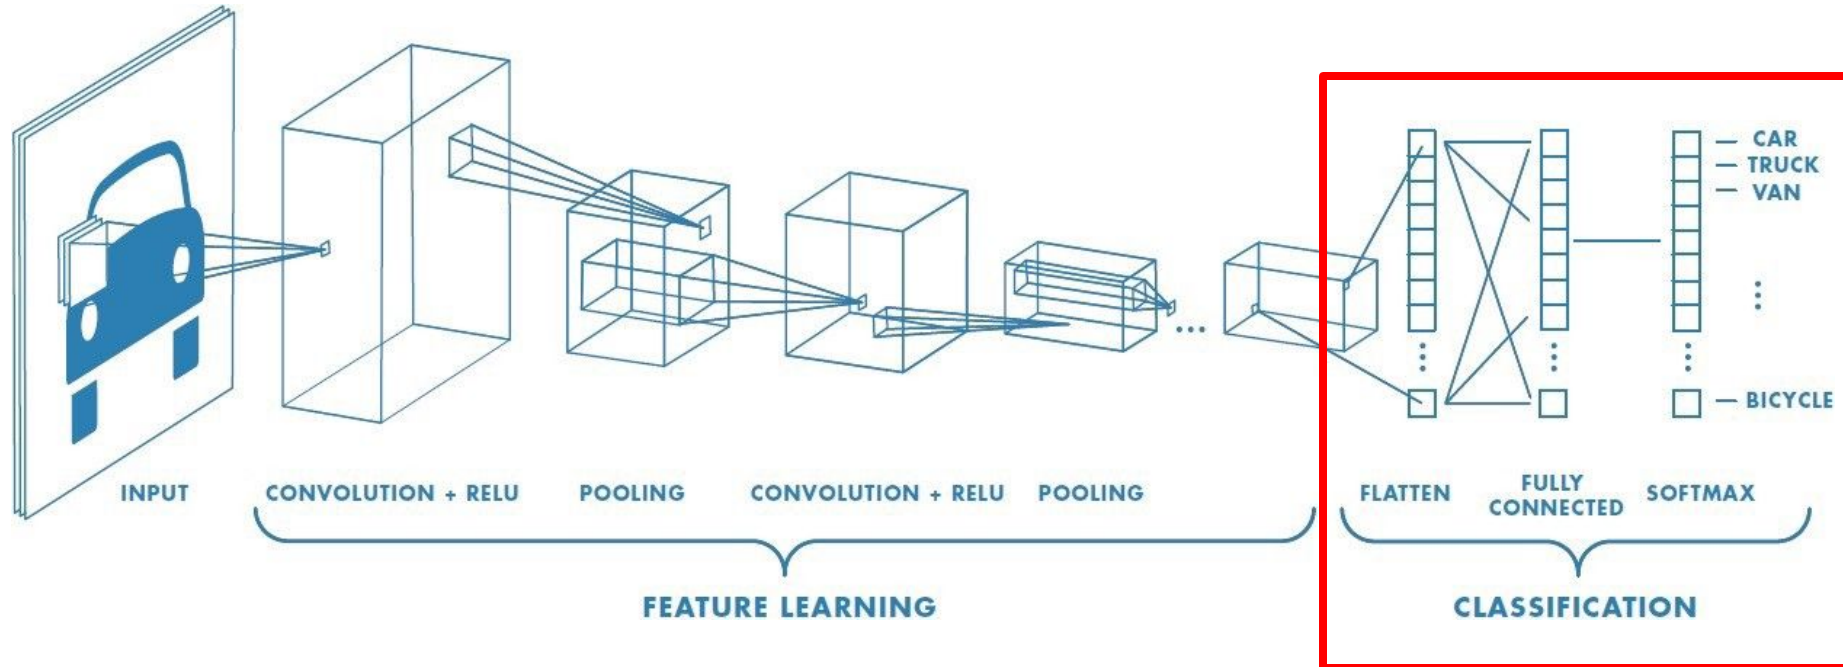 CAR
TRUCK
VAN
BICYCLE
INPUT
CONVOLUTION + RELU
POOLING
CONVOLUTION + RELU
POOLING
FLATTEN
FULLY
CONNECTED
SOFTMAX
FEATURE LEARNING
CLASSIFICATION